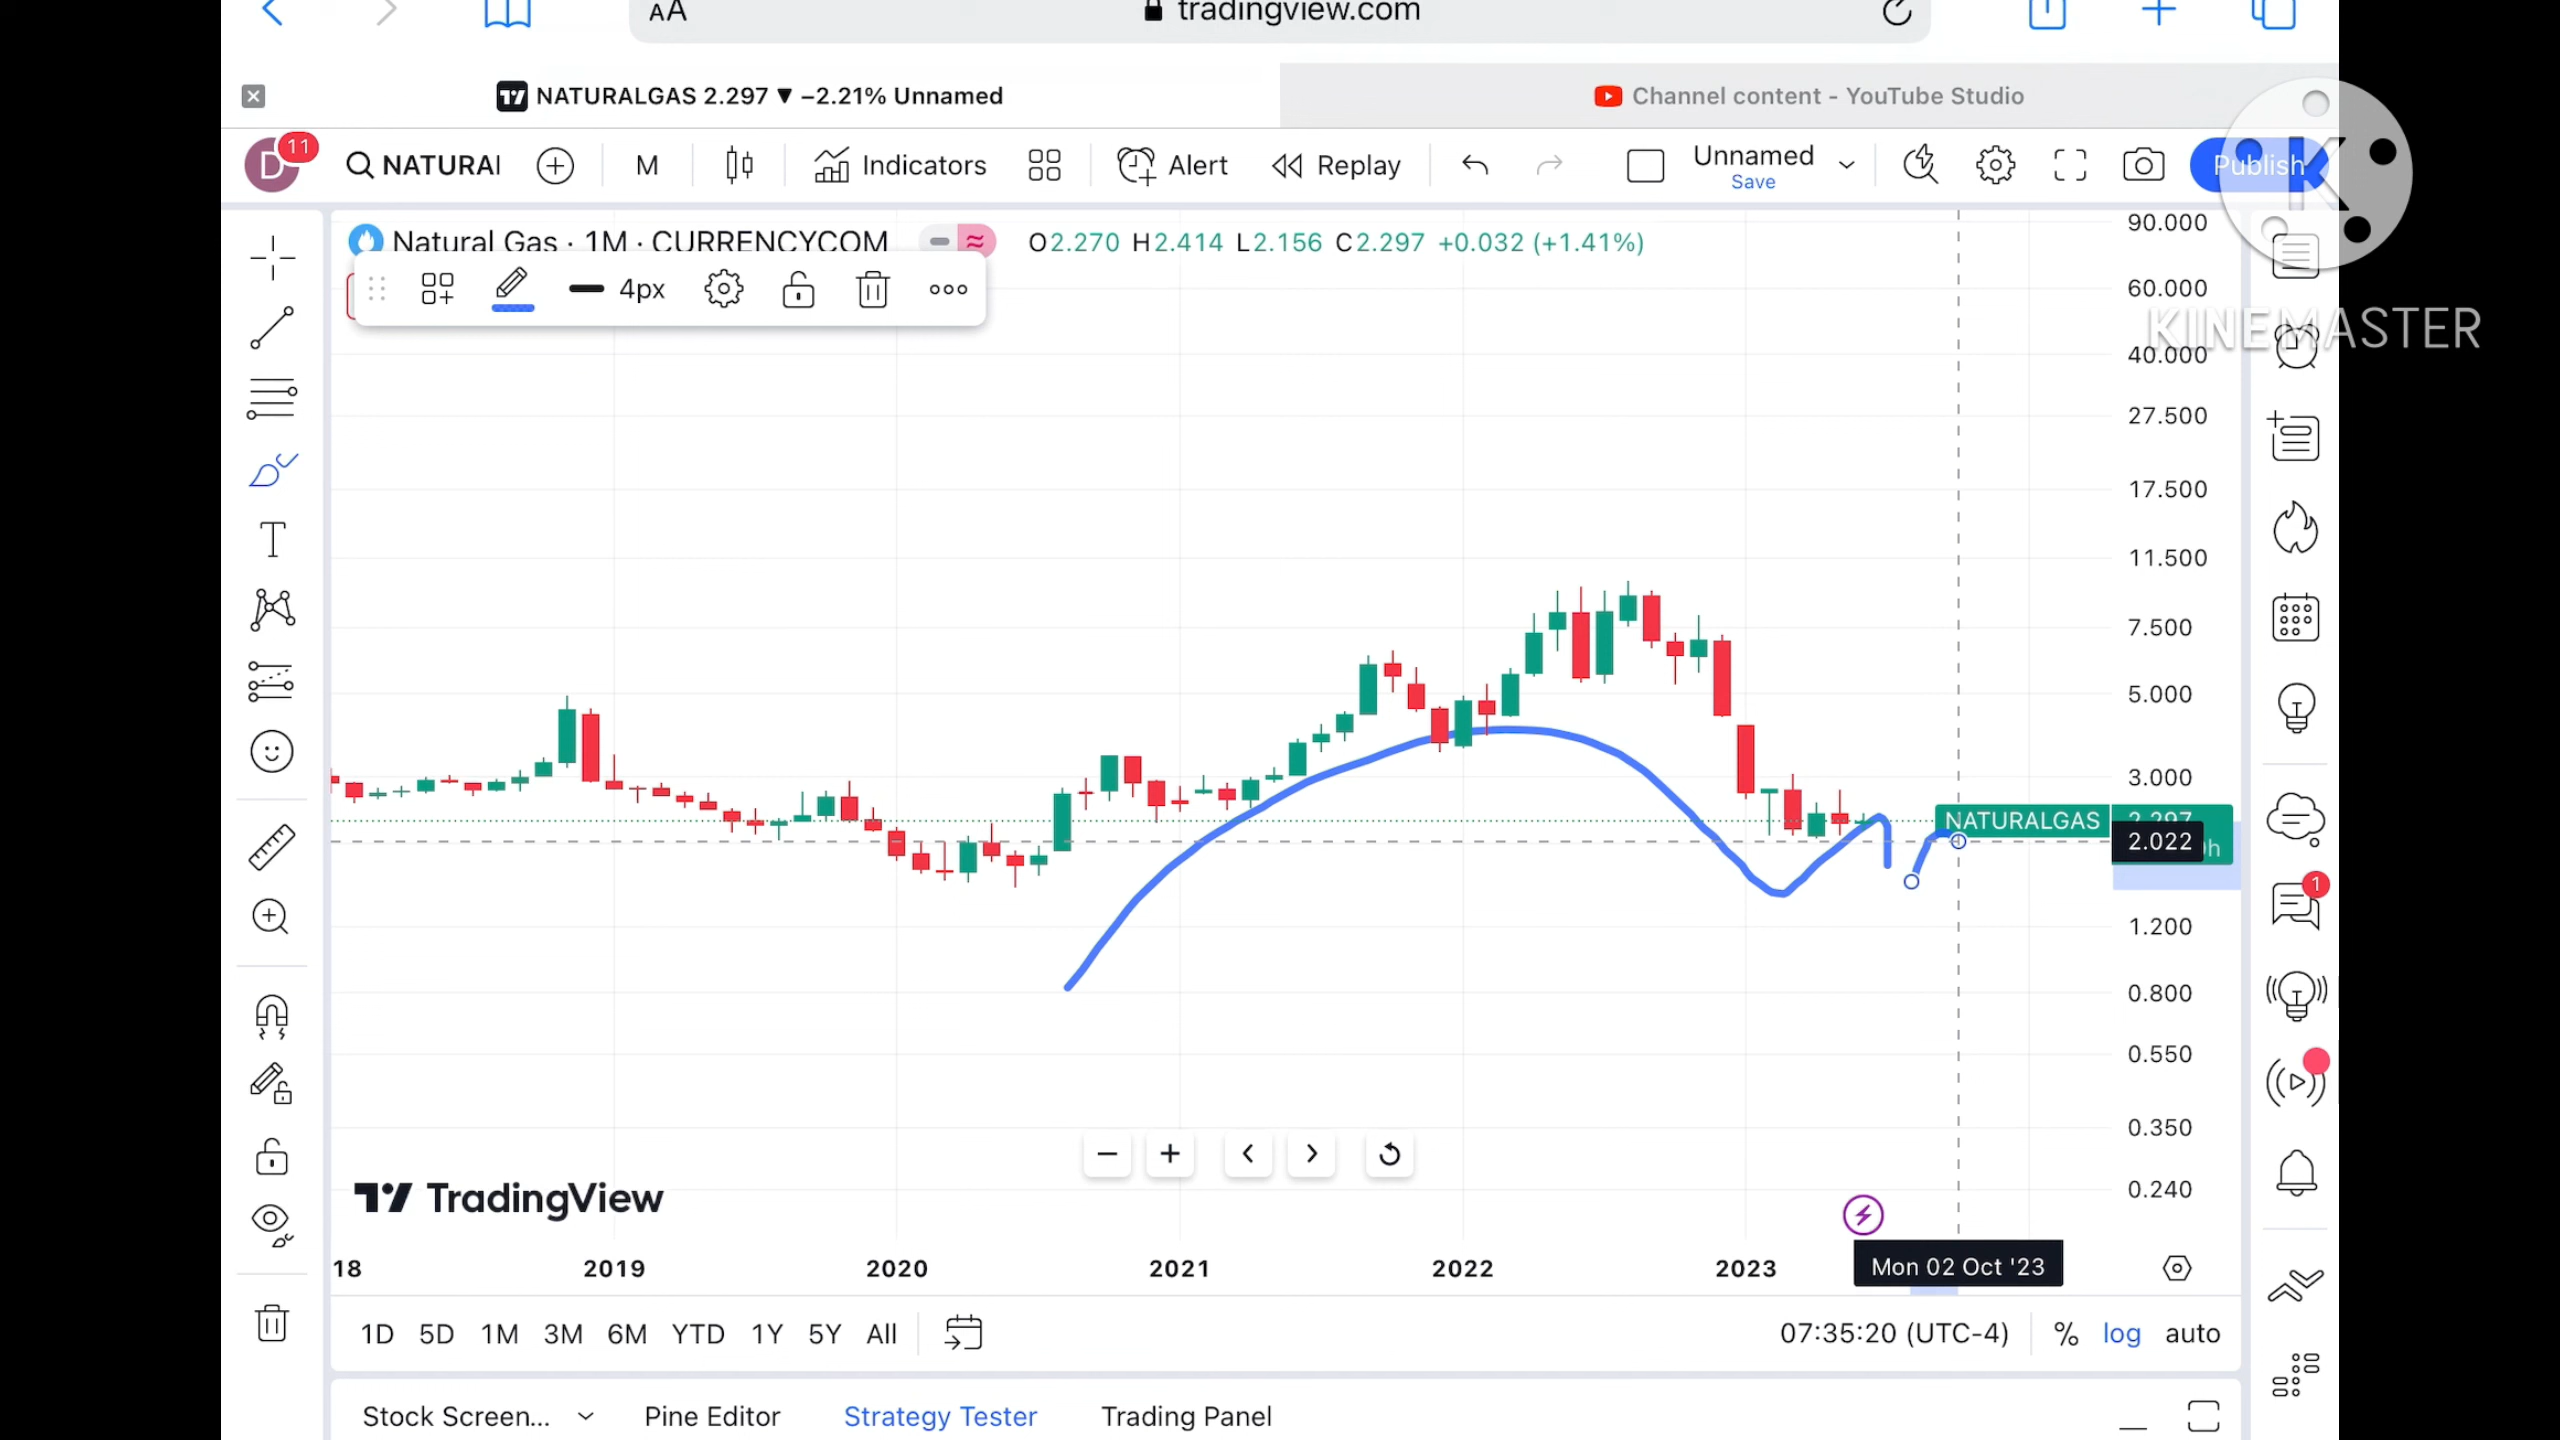 AA
tradingview.com
NATURALGAS 2.297 ▼ −2.21% Unnamed
Channel content - YouTube Studio
D
11
NATURAI
M
Indicators
Alert
Replay
Unnamed
Save
Publish
K
KINEMASTER
Natural Gas · 1M · CURRENCYCOM
O2.270 H2.414 L2.156 C2.297 +0.032 (+1.41%)
4px
90.000
60.000
40.000
27.500
17.500
11.500
7.500
5.000
3.000
NATURALGAS
2.297
2.022
h
1.200
0.800
0.550
0.350
0.240
T
1
TradingView
18
2019
2020
2021
2022
2023
Mon 02 Oct '23
1D 5D 1M 3M 6M YTD 1Y 5Y All
07:35:20 (UTC-4)
% log auto
Stock Screen...
Pine Editor
Strategy Tester
Trading Panel